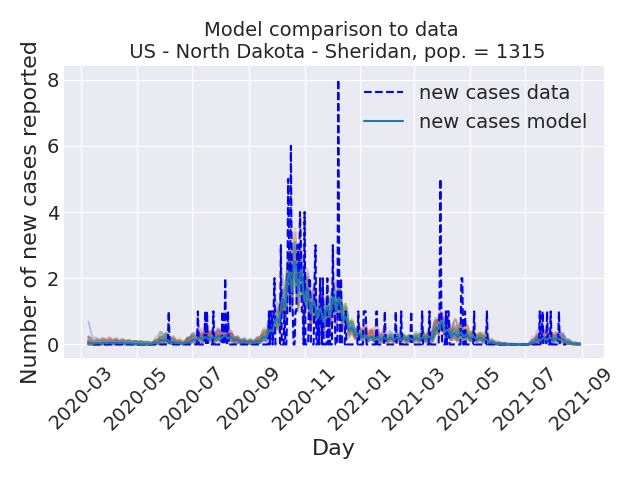 Model comparison to data
US - North Dakota - Sheridan, pop. = 1315
Number of new cases reported
8
6
4
2
0
new cases data
new cases model
2020-03
2020-05
2020-07
2020-09
2020-11
2021-01
2021-03
2021-05
2021-07
2021-09
Day